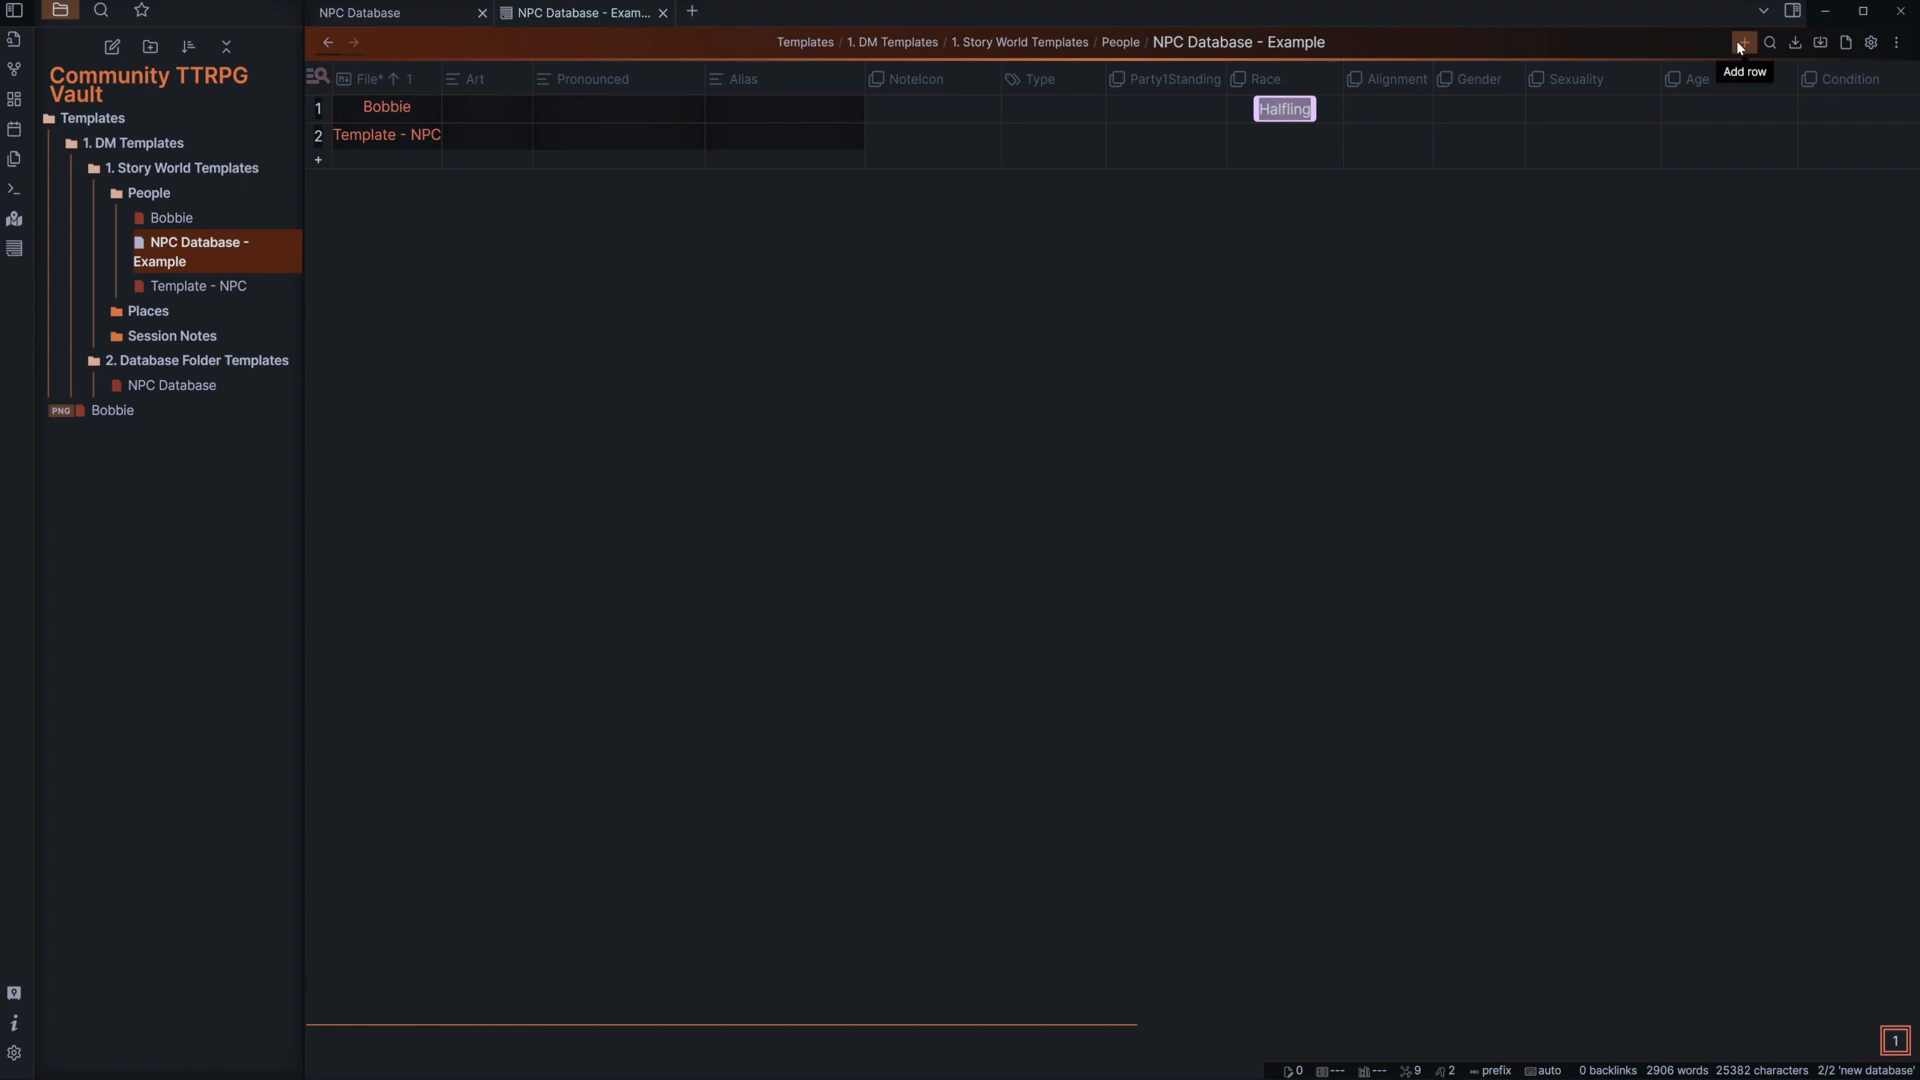 NPC Database
NPC Database - Exam...
Templates / 1. DM Templates / 1. Story World Templates / People / NPC Database - Example
Add row
Community TTRPG
Vault
Templates
1. DM Templates
1. Story World Templates
People
Bobbie
NPC Database -
Example
Template - NPC
Places
Session Notes
2. Database Folder Templates
NPC Database
PNG Bobbie
File* ↑ 1 Art Pronounced Alias NoteIcon Type Party1Standing Race Alignment Gender Sexuality Age Condition
1 Bobbie Halfling
2 Template - NPC
+
1
0 --- --- 9 2 prefix auto 0 backlinks 2906 words 25382 characters 2/2 'new database'